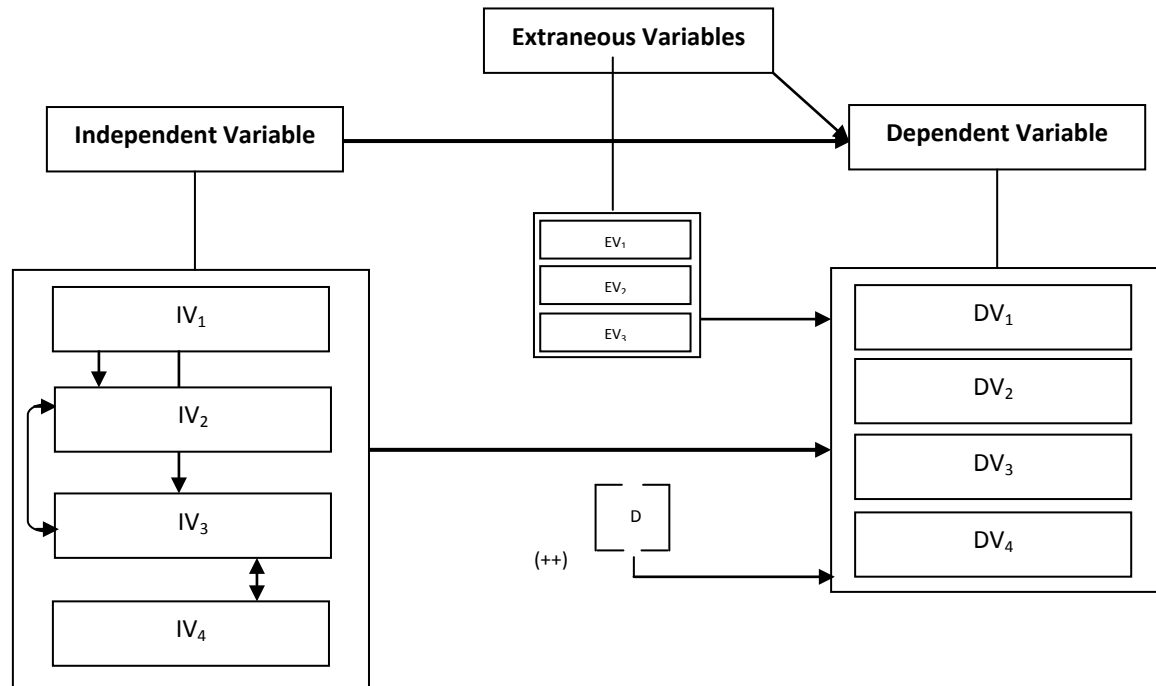 Extraneous Variables
Independent Variable
Dependent Variable
EV₁
EV₂
EV₃
IV₁
IV₂
IV₃
IV₄
DV₁
DV₂
DV₃
DV₄
D
(++)